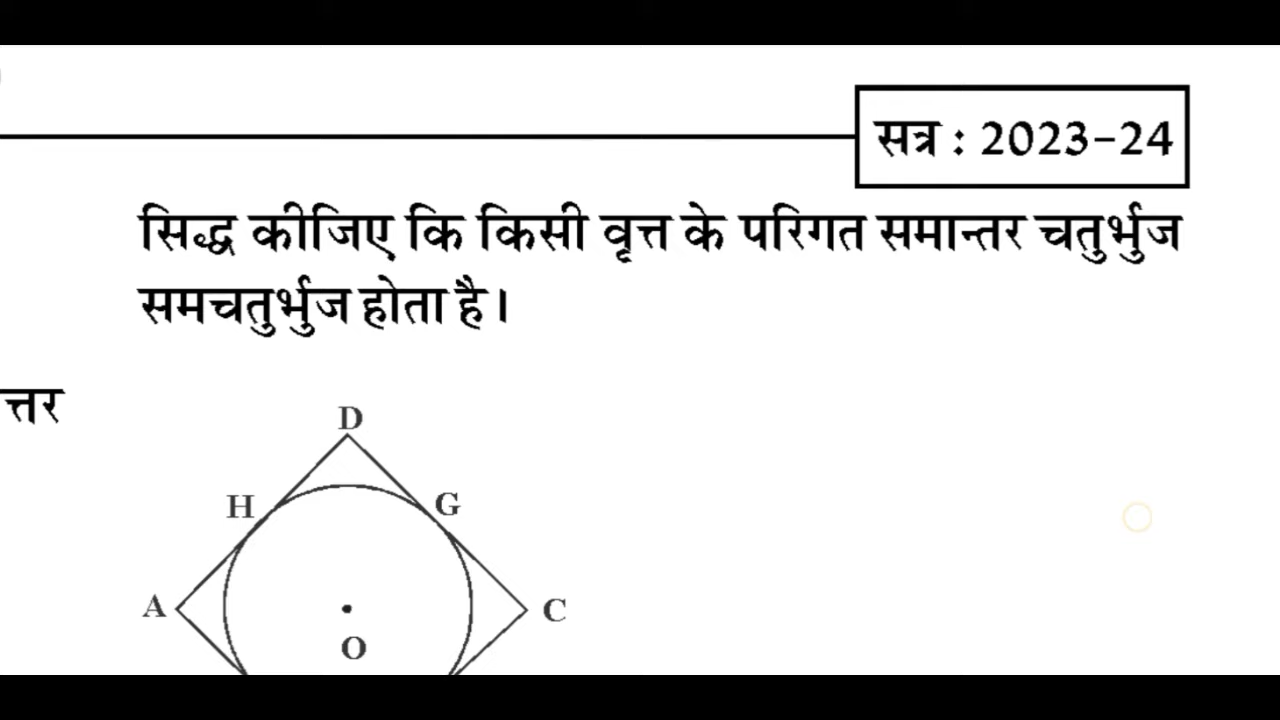 सत्र : 2023-24
सिद्ध कीजिए कि किसी वृत्त के परिगत समान्तर चतुर्भुज
समचतुर्भुज होता है।
त्तर
D
H
G
A
C
O